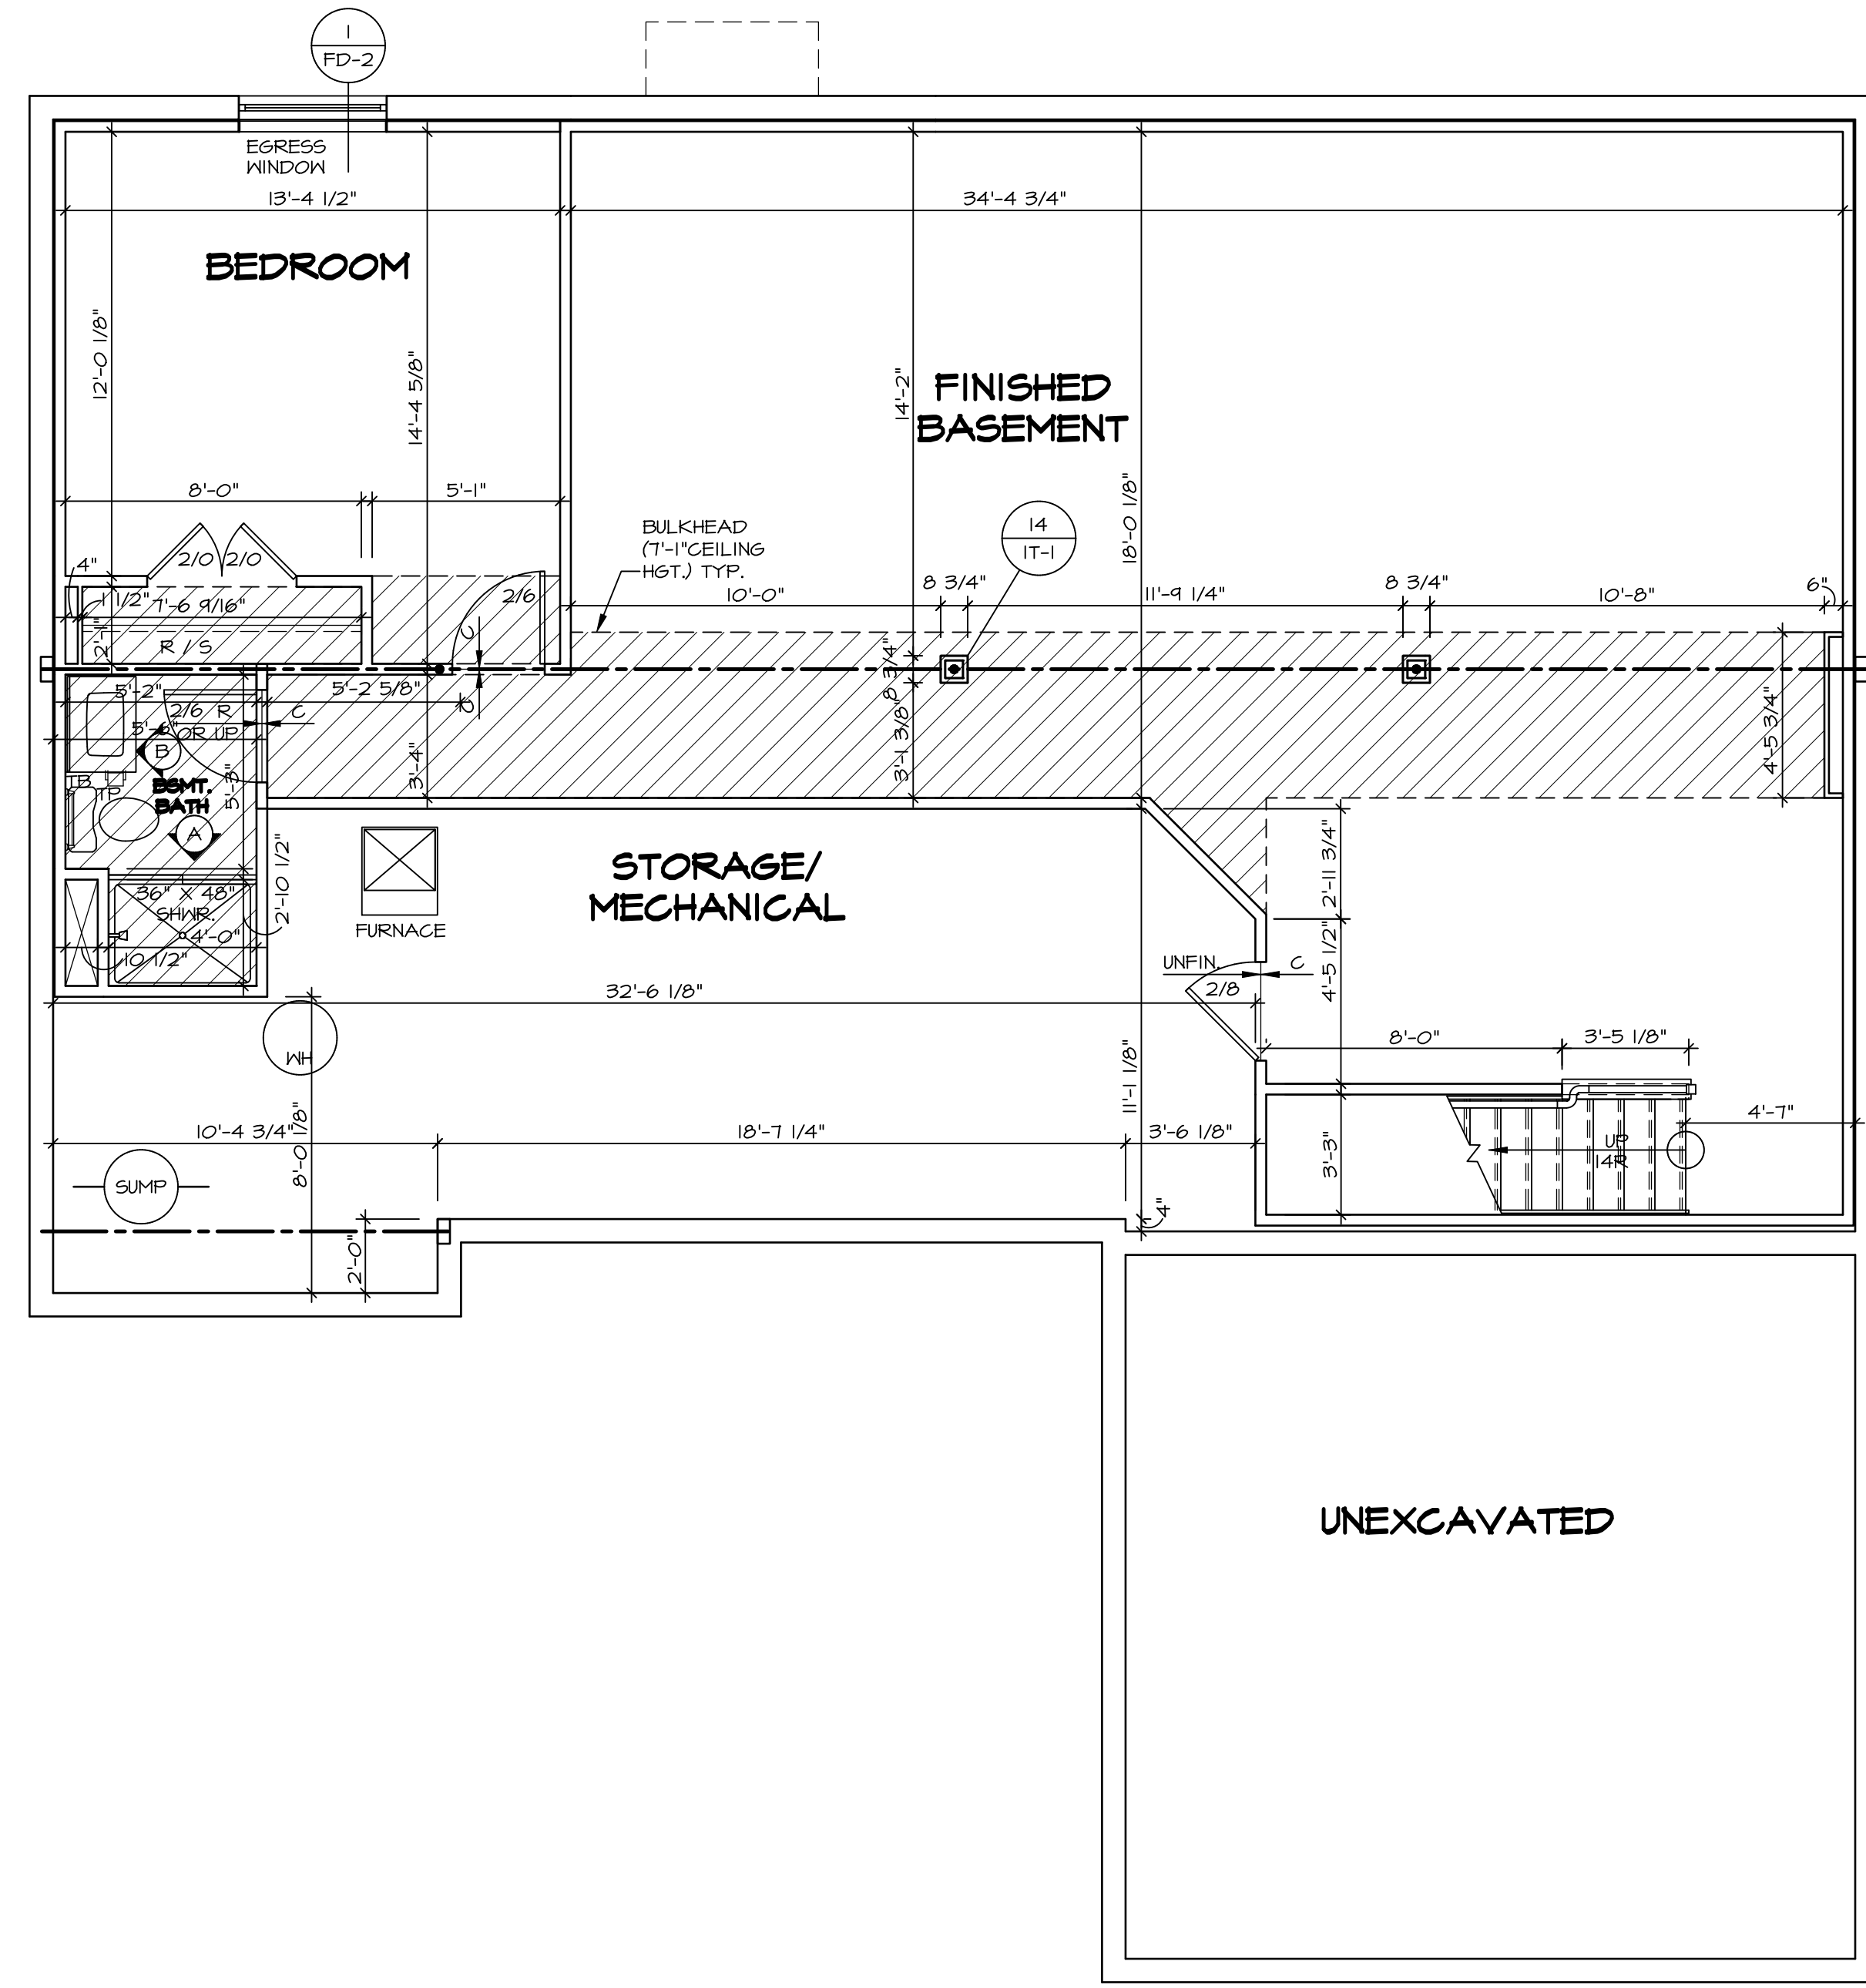 1
FD-2
EGRESS
WINDOW
13'-4 1/2"
34'-4 3/4"
BEDROOM
12'-0 1/8"
14'-4 5/8"
14'-2"
FINISHED
BASEMENT
18'-0 1/8"
8'-0"
5'-1"
BULKHEAD
(7'-1"CEILING
HGT.) TYP.
14
1T-1
4"
2/0
2/0
2/6
8 3/4"
8 3/4"
6"
1 1/2"
7'-6 9/16"
10'-0"
11'-9 1/4"
10'-8"
2'-1"
R / S
C
C
8 3/4"
5'-2"
5'-2 5/8"
2/6 R
C
5'-6"
OR UP
B
3'-4"
3'-1 3/8"
4'-5 3/4"
TB
TP
BSMT.
BATH
5'-3"
A
2'-10 1/2"
36" X 48"
SHWR.
4'-0"
10 1/2"
FURNACE
STORAGE/
MECHANICAL
2'-11 3/4"
4'-5 1/2"
UNFIN.
C
2/8
32'-6 1/8"
WH
8'-0"
3'-5 1/8"
11'-1 1/8"
4'-7"
10'-4 3/4"
18'-7 1/4"
3'-6 1/8"
8'-0 1/8"
UP
14R
3'-3"
SUMP
4"
2'-0"
UNEXCAVATED